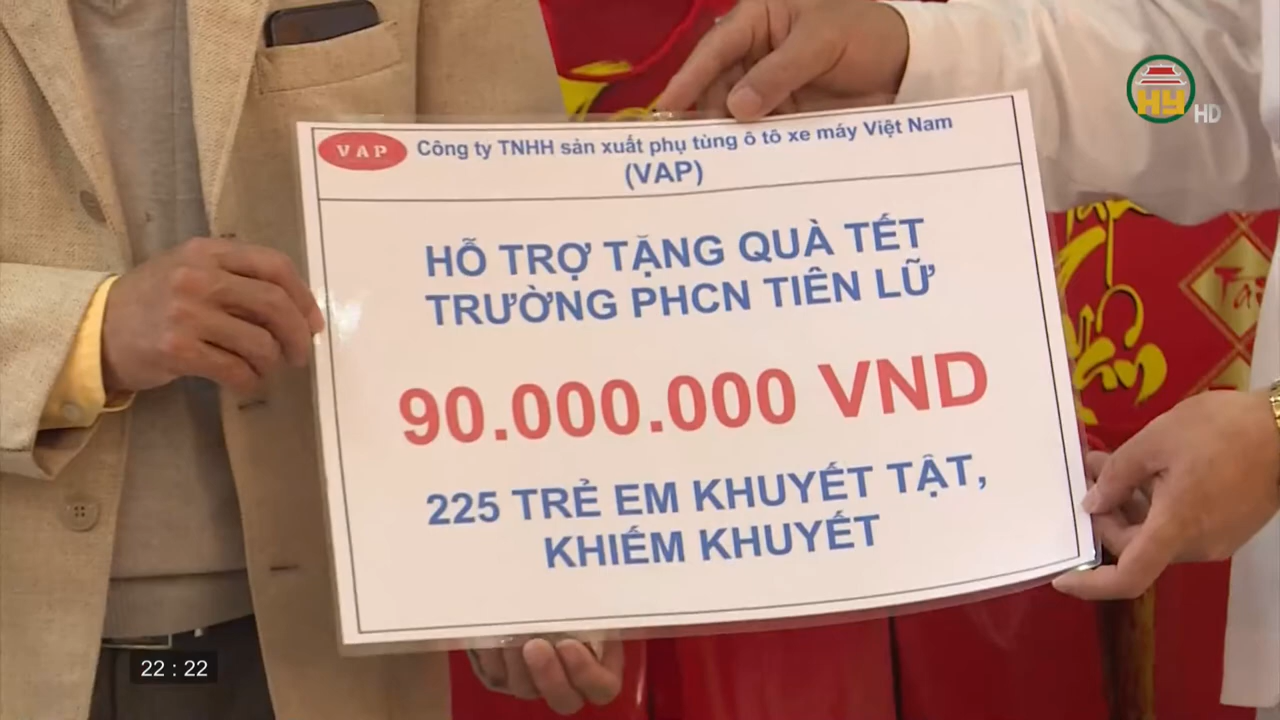 HY HD
VAP
Công ty TNHH sản xuất phụ tùng ô tô xe máy Việt Nam
(VAP)
HỖ TRỢ TẶNG QUÀ TẾT
TRƯỜNG PHCN TIÊN LỮ
90.000.000 VND
225 TRẺ EM KHUYẾT TẬT,
KHIẾM KHUYẾT
22 : 22